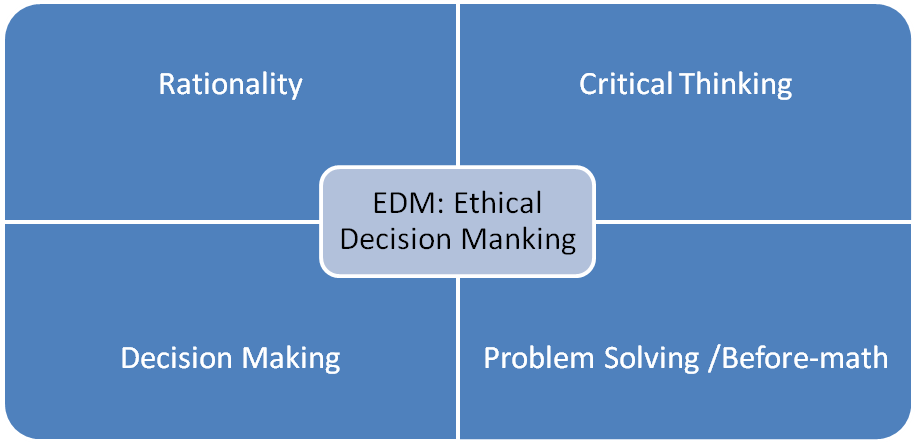 Rationality
Critical Thinking
EDM: Ethical
Decision Manking
Decision Making
Problem Solving /Before-math